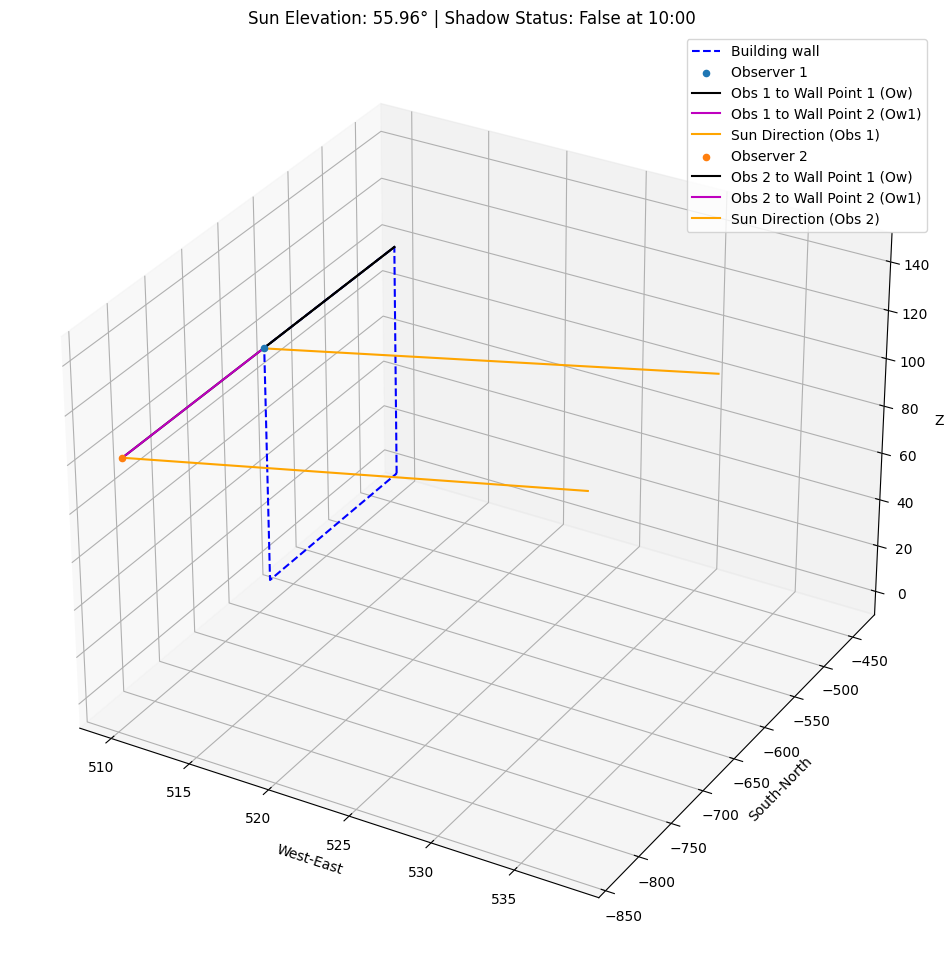 Sun Elevation: 55.96° | Shadow Status: False at 10:00
Building wall
Observer 1
Obs 1 to Wall Point 1 (Ow)
Obs 1 to Wall Point 2 (Ow1)
Sun Direction (Obs 1)
Observer 2
Obs 2 to Wall Point 1 (Ow)
Obs 2 to Wall Point 2 (Ow1)
Sun Direction (Obs 2)
140
120
100
80
60
40
20
0
Z
−450
−500
−550
−600
−650
−700
−750
−800
−850
South-North
510
515
520
525
530
535
West-East